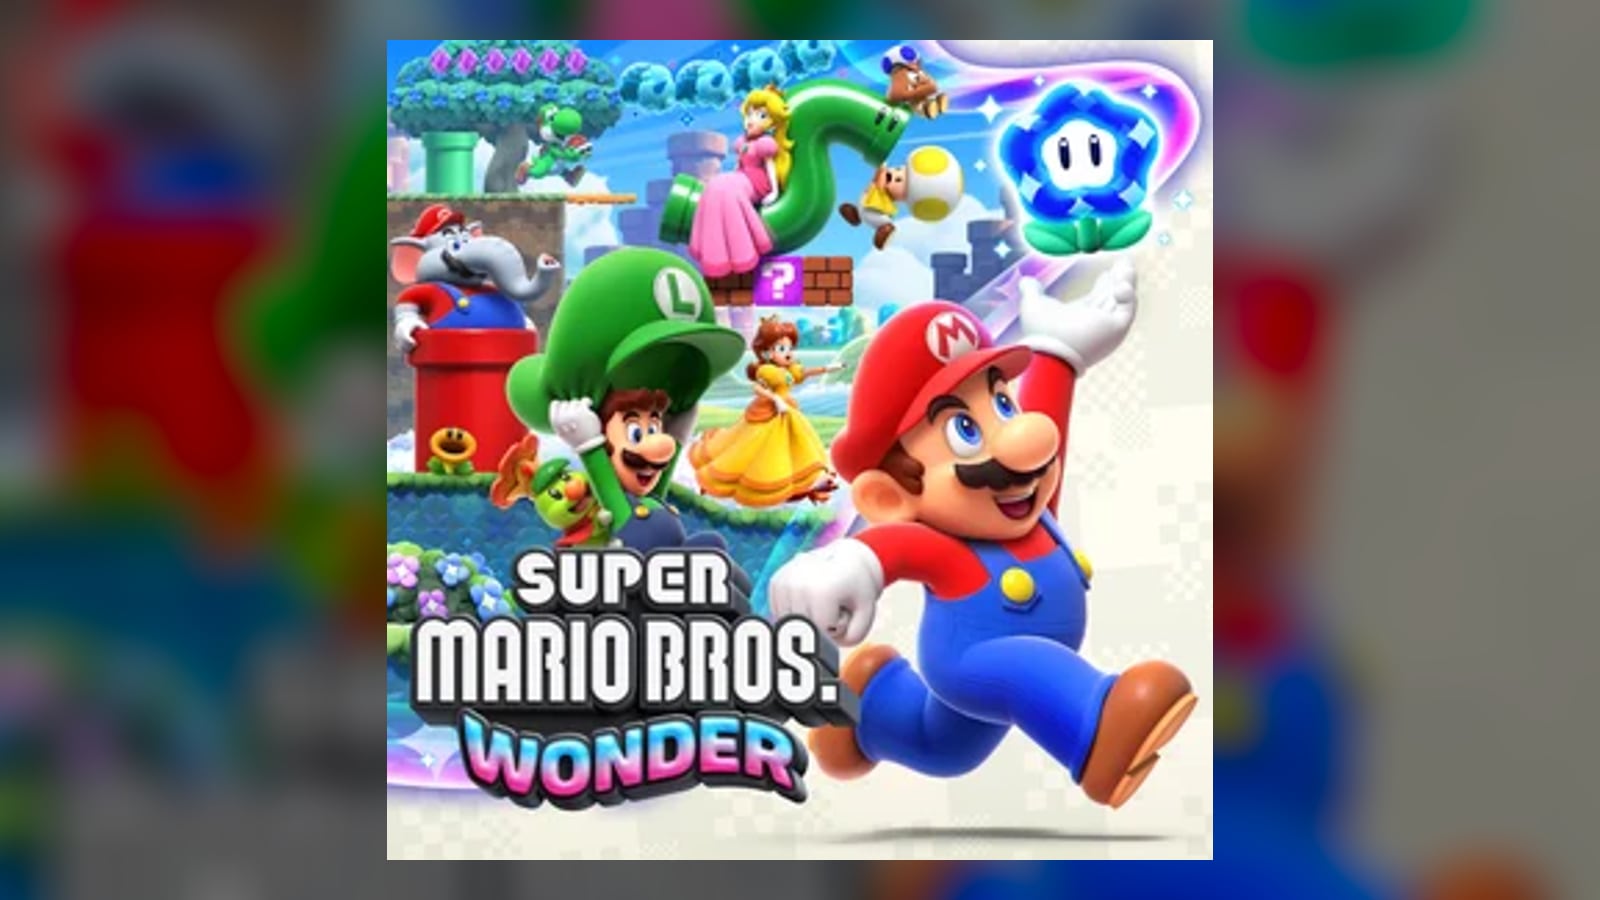 ?
L
M
SUPER
MARIO BROS.
WONDER